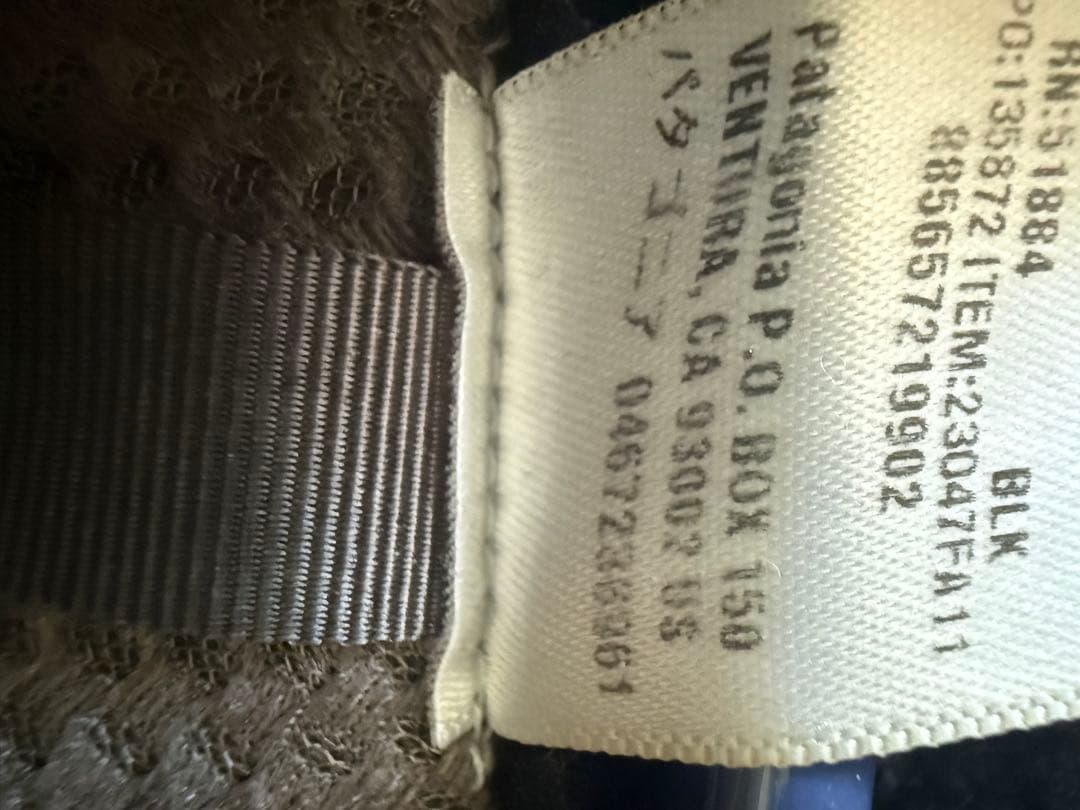 RN:51884
PO:135872 ITEM:23047FA11
BLK
885657219902
Patagonia P.O. BOX 150
VENTURA, CA 93002 US
パタゴニア 0467236961